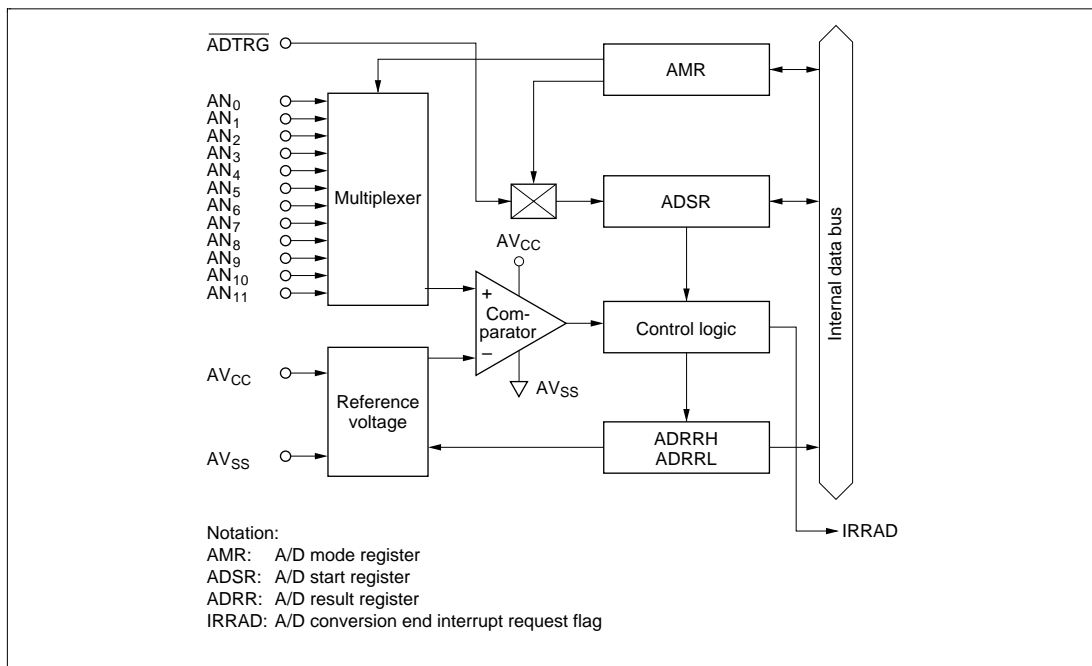 ADTRG
AMR
AN0
AN1
AN2
AN3
AN4
AN5
AN6
AN7
AN8
AN9
AN10
AN11
Multiplexer
ADSR
Internal data bus
AVCC
+
Com-
parator
−
AVSS
Control logic
AVCC
AVSS
Reference
voltage
ADRRH
ADRRL
IRRAD
Notation:
AMR: A/D mode register
ADSR: A/D start register
ADRR: A/D result register
IRRAD: A/D conversion end interrupt request flag